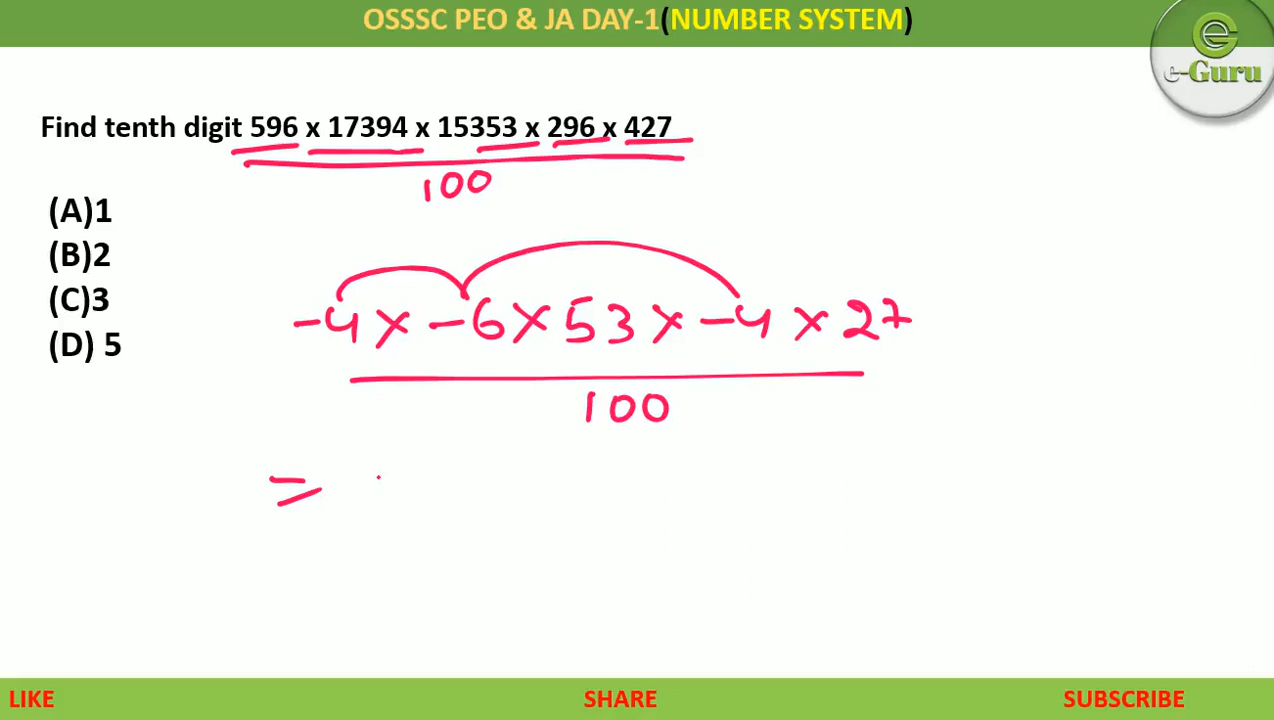 OSSSC PEO & JA DAY-1(NUMBER SYSTEM)
e-Guru
Find tenth digit 596 x 17394 x 15353 x 296 x 427
100
(A)1
(B)2
(C)3
(D) 5
-4 x -6 x 53 x -4 x 27
100
=
LIKE
SHARE
SUBSCRIBE